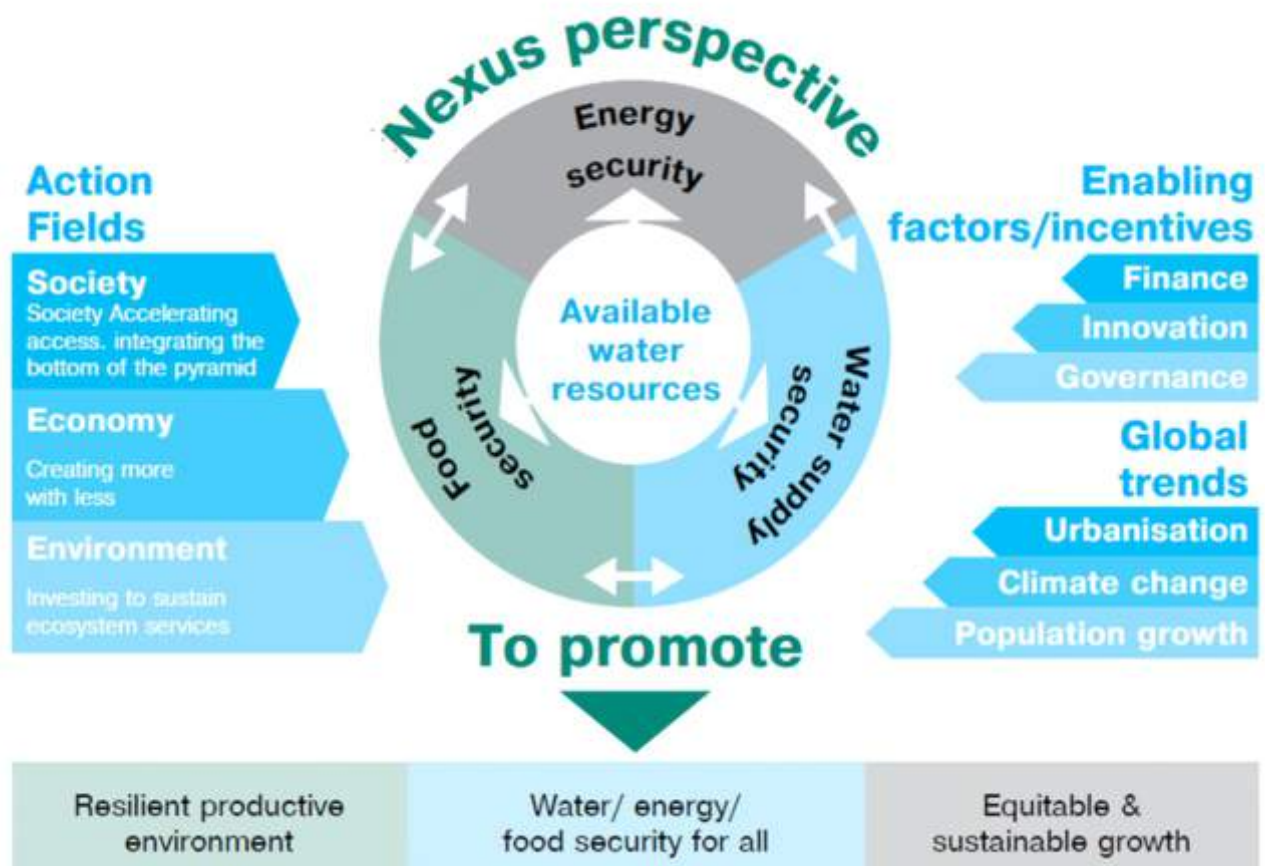 Nexus perspective
Energy
security
Action
Fields
Society
Society Accelerating
access. integrating the
bottom of the pyramid
Economy
Creating more
with less
Environment
Investing to sustain
ecosystem services
Available
water
resources
Food
security
Water supply
security
Enabling
factors/incentives
Finance
Innovation
Governance
Global
trends
Urbanisation
Climate change
Population growth
To promote
Resilient productive
environment
Water/ energy/
food security for all
Equitable &
sustainable growth